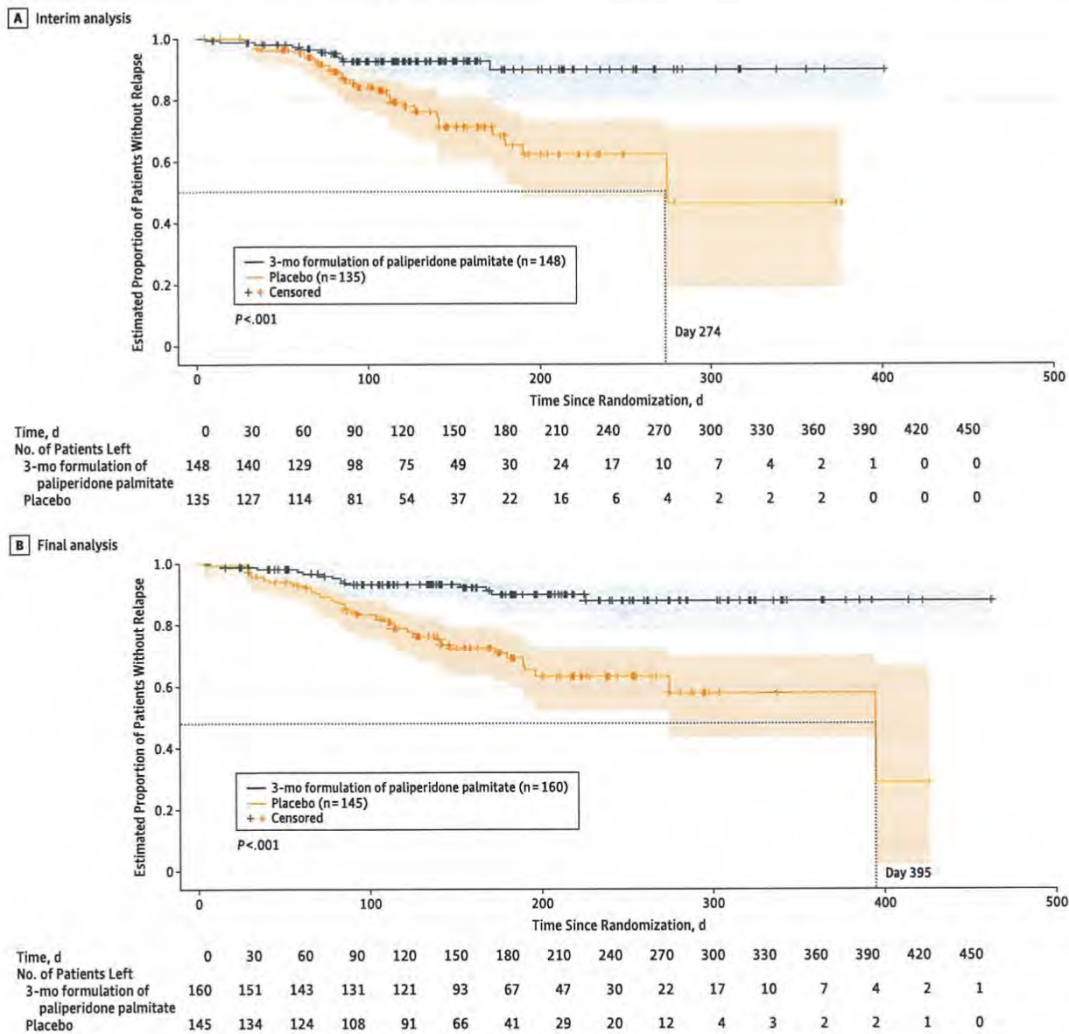 A Interim analysis
1.0
0.8
0.6
0.4
0.2
0
Estimated Proportion of Patients Without Relapse
3-mo formulation of paliperidone palmitate (n=148)
Placebo (n=135)
Censored
P<.001
Day 274
0 100 200 300 400 500
Time Since Randomization, d
Time, d 0 30 60 90 120 150 180 210 240 270 300 330 360 390 420 450
No. of Patients Left
3-mo formulation of 148 140 129 98 75 49 30 24 17 10 7 4 2 1 0 0
paliperidone palmitate
Placebo 135 127 114 81 54 37 22 16 6 4 2 2 2 0 0 0
B Final analysis
1.0
0.8
0.6
0.4
0.2
0
Estimated Proportion of Patients Without Relapse
3-mo formulation of paliperidone palmitate (n=160)
Placebo (n=145)
Censored
P<.001
Day 395
0 100 200 300 400 500
Time Since Randomization, d
Time, d 0 30 60 90 120 150 180 210 240 270 300 330 360 390 420 450
No. of Patients Left
3-mo formulation of 160 151 143 131 121 93 67 47 30 22 17 10 7 4 2 1
paliperidone palmitate
Placebo 145 134 124 108 91 66 41 29 20 12 4 3 2 2 1 0